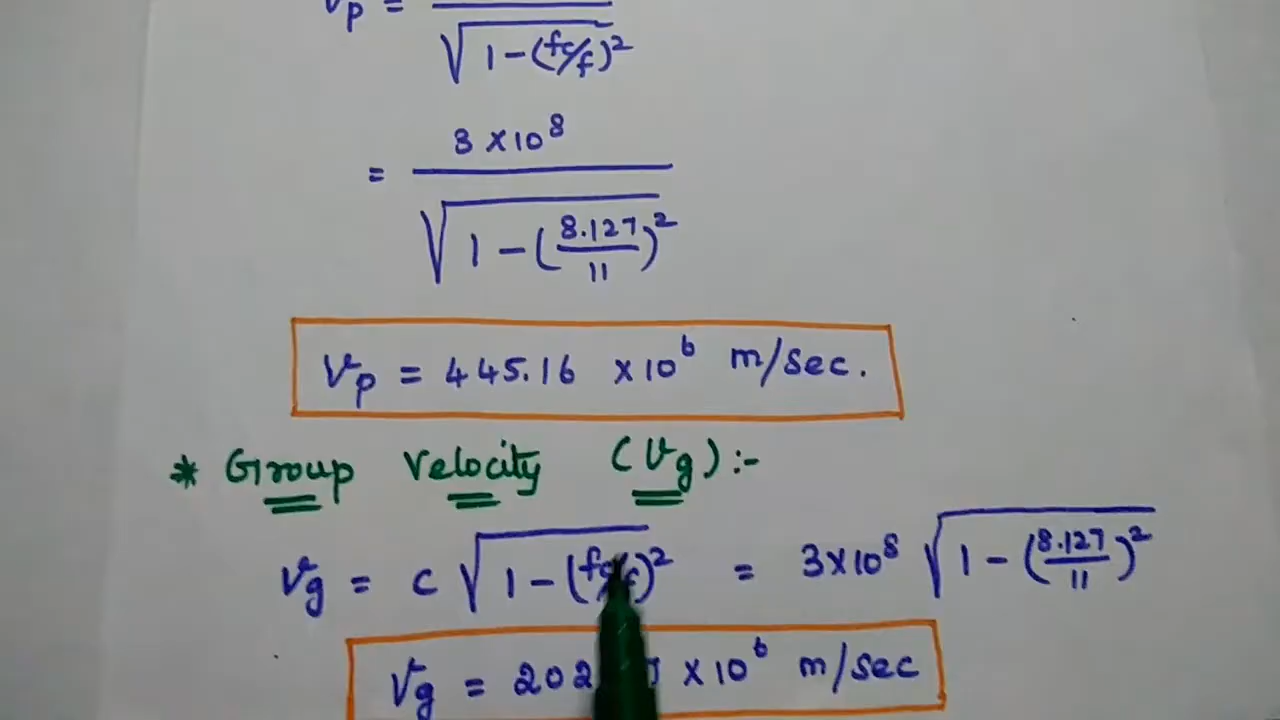 Vp =
√1-(fc/f)²
= 3 × 10⁸
√1-(8.127/11)²
Vp = 445.16 × 10⁶ m/sec.
* Group Velocity (Vg):-
Vg = c √1-(fc/f)² = 3×10⁸ √1-(8.127/11)²
Vg = 202 × 10⁶ m/sec